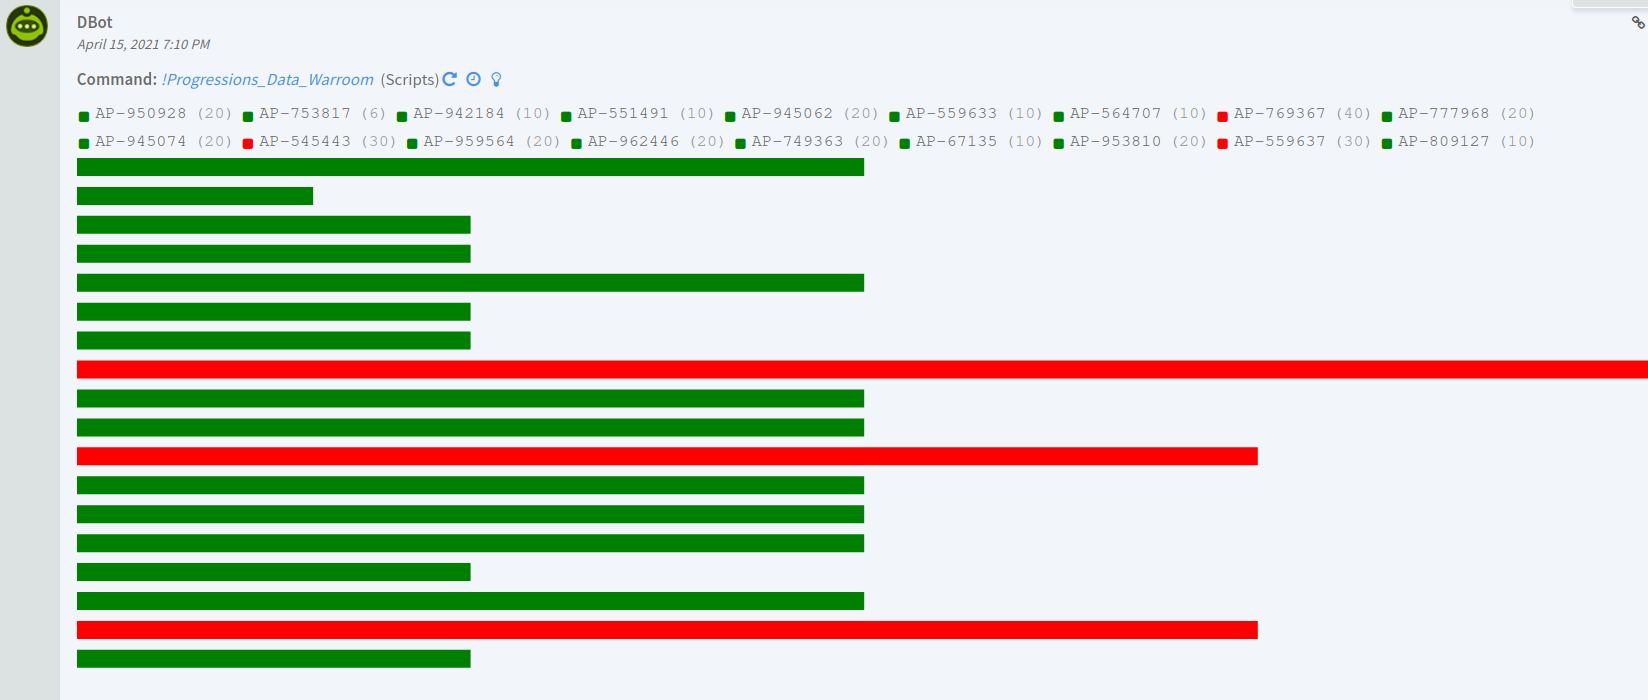 DBot
April 15, 2021 7:10 PM
Command: !Progressions_Data_Warroom (Scripts)
AP-950928 (20) AP-753817 (6) AP-942184 (10) AP-551491 (10) AP-945062 (20) AP-559633 (10) AP-564707 (10) AP-769367 (40) AP-777968 (20)
AP-945074 (20) AP-545443 (30) AP-959564 (20) AP-962446 (20) AP-749363 (20) AP-67135 (10) AP-953810 (20) AP-559637 (30) AP-809127 (10)